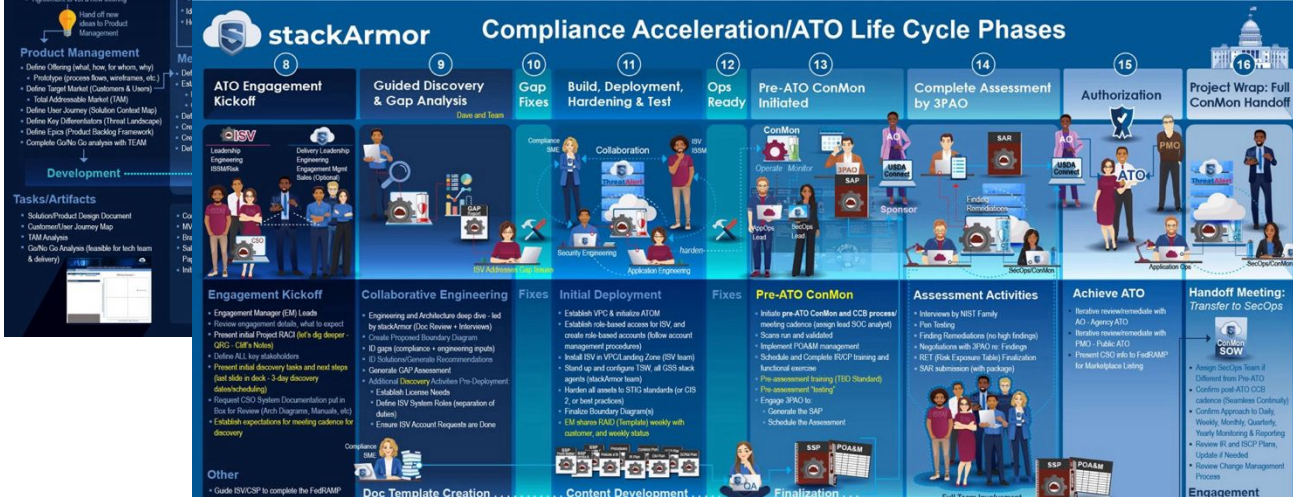 Hand off new
ideas to Product
Management
Product Management
• Define Offering (what, how, for whom, why)
• Prototype (process flows, wireframes, etc.)
• Define Target Market (Customers & Users)
• Total Addressable Market (TAM)
• Define User Journey (Solution Context Map)
• Define Key Differentiators (Threat Landscape)
• Define Epics (Product Backlog Framework)
• Complete Go/No Go analysis with TEAM
Development
Tasks/Artifacts
• Solution/Product Design Document
• Customer/User Journey Map
• TAM Analysis
• Go/No Go Analysis (feasible for tech team
& delivery)
stackArmor
Compliance Acceleration/ATO Life Cycle Phases
8
ATO Engagement
Kickoff
9
Guided Discovery
& Gap Analysis
Dave and Team
10
Gap
Fixes
11
Build, Deployment,
Hardening & Test
12
Ops
Ready
13
Pre-ATO ConMon
Initiated
14
Complete Assessment
by 3PAO
15
Authorization
16
Project Wrap: Full
ConMon Handoff
ISV
Leadership
Engineering
ISSM/Risk
Delivery Leadership
Engineering
Engagement Mgmt
Sales (Optional)
CSO
GAP
Report
ISV Addresses Gap Issues
Compliance
SME
Collaboration
ISV
ISSM
ThreatAlert
Security Engineering
Application Engineering
harden-
ConMon
Operate Monitor
3PAO
SAP
AppOps
Lead
SecOps
Lead
AO
USDA
Connect
Sponsor
SAR
Finding
Remediations
SecOps/ConMon
AO
USDA
Connect
ATO
PMO
ThreatAlert
Application Ops
SecOps/ConMon
Engagement Kickoff
• Engagement Manager (EM) Leads
• Review engagement details, what to expect
• Present initial Project RACI (let's dig deeper -
QRG - Cliff's Notes)
• Define ALL key stakeholders
• Present initial discovery tasks and next steps
(last slide in deck - 3-day discovery
dates/scheduling)
• Request CSO System Documentation put in
Box for Review (Arch Diagrams, Manuals, etc)
• Establish expectations for meeting cadence for
discovery
Other
• Guide ISV/CSP to complete the FedRAMP
Collaborative Engineering
• Engineering and Architecture deep dive - led
by stackArmor (Doc Review + Interviews)
• Create Proposed Boundary Diagram
• ID gaps (compliance + engineering inputs)
• ID Solutions/Generate Recommendations
• Generate GAP Assessment
• Additional Discovery Activities Pre-Deployment:
• Establish License Needs
• Define ISV System Roles (separation of
duties)
• Ensure ISV Account Requests are Done
Compliance
SME
Doc Template Creation
Fixes
Initial Deployment
• Establish VPC & initialize ATOM
• Establish role-based access for ISV, and
create role-based accounts (follow account
management procedures)
• Install ISV in VPC/Landing Zone (ISV team)
• Stand up and configure TSW, all GSS stack
agents (stackArmor team)
• Harden all assets to STIG standards (or CIS
2, or best practices)
• Finalize Boundary Diagram(s)
• EM shares RAID (Template) weekly with
customer, and weekly status
Content Development
Fixes
QA
Pre-ATO ConMon
• Initiate pre-ATO ConMon and CCB process/
meeting cadence (assign lead SOC analyst)
• Scans run and validated
• Implement POA&M management
• Schedule and Complete IR/CP training and
functional exercise
• Pre-assessment training (TBD Standard)
• Pre-assessment "testing"
• Engage 3PAO to:
• Generate the SAP
• Schedule the Assessment
SSP
POA&M
Finalization
Assessment Activities
• Interviews by NIST Family
• Pen Testing
• Finding Remediations (no high findings)
• Negotiations with 3PAO re: Findings
• RET (Risk Exposure Table) Finalization
• SAR submission (with package)
Full Team Involvement
SSP
POA&M
Achieve ATO
• Iterative review/remediate with
AO - Agency ATO
• Iterative review/remediate with
PMO - Public ATO
• Present CSO info to FedRAMP
for Marketplace Listing
Handoff Meeting:
Transfer to SecOps
ConMon
SOW
• Assign SecOps Team if
Different from Pre-ATO
• Confirm post-ATO CCB
cadence (Seamless Continuity)
• Confirm Approach to Daily,
Weekly, Monthly, Quarterly,
Yearly Monitoring & Reporting
• Review IR and ISCP Plans,
Update if Needed
• Review Change Management
Process
Engagement